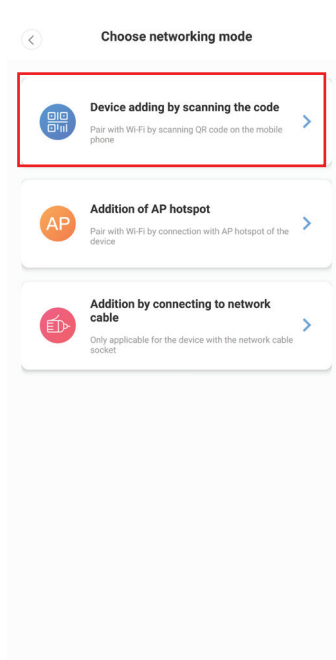 Choose networking mode
Device adding by scanning the code
Pair with Wi-Fi by scanning QR code on the mobile
phone
AP
Addition of AP hotspot
Pair with Wi-Fi by connection with AP hotspot of the
device
Addition by connecting to network
cable
Only applicable for the device with the network cable
socket